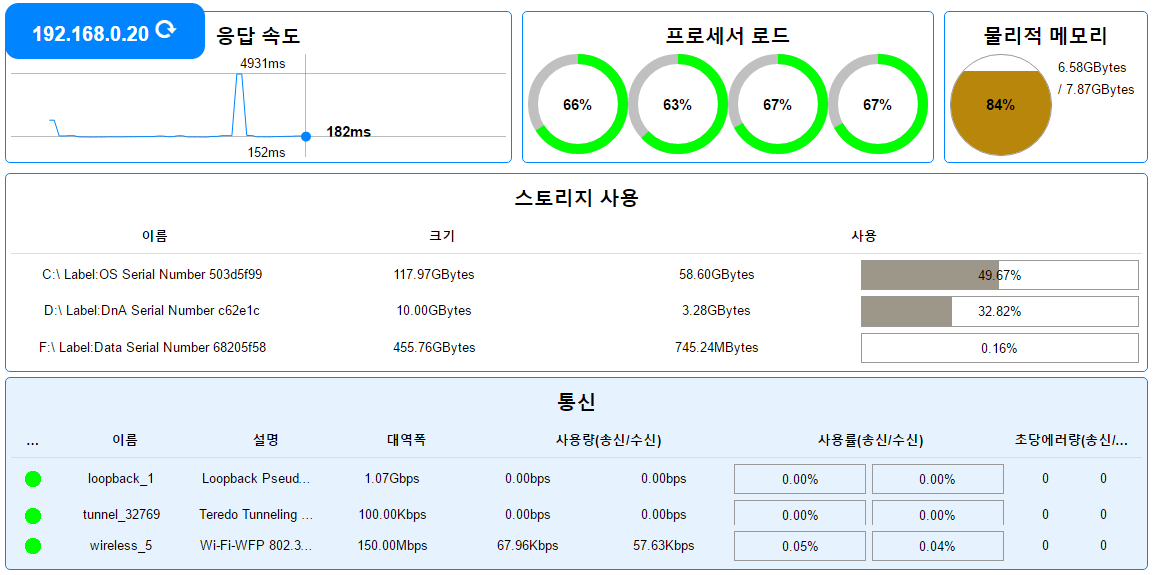 192.168.0.20
응답 속도
4931ms
182ms
152ms
프로세서 로드
66%
63%
67%
67%
물리적 메모리
84%
6.58GBytes
/ 7.87GBytes
스토리지 사용
이름 크기 사용
C:\ Label:OS Serial Number 503d5f99 117.97GBytes 58.60GBytes 49.67%
D:\ Label:DnA Serial Number c62e1c 10.00GBytes 3.28GBytes 32.82%
F:\ Label:Data Serial Number 68205f58 455.76GBytes 745.24MBytes 0.16%
통신
... 이름 설명 대역폭 사용량(송신/수신) 사용률(송신/수신) 초당에러량(송신/...
loopback_1 Loopback Pseud... 1.07Gbps 0.00bps 0.00bps 0.00% 0.00% 0 0
tunnel_32769 Teredo Tunneling ... 100.00Kbps 0.00bps 0.00bps 0.00% 0.00% 0 0
wireless_5 Wi-Fi-WFP 802.3... 150.00Mbps 67.96Kbps 57.63Kbps 0.05% 0.04% 0 0